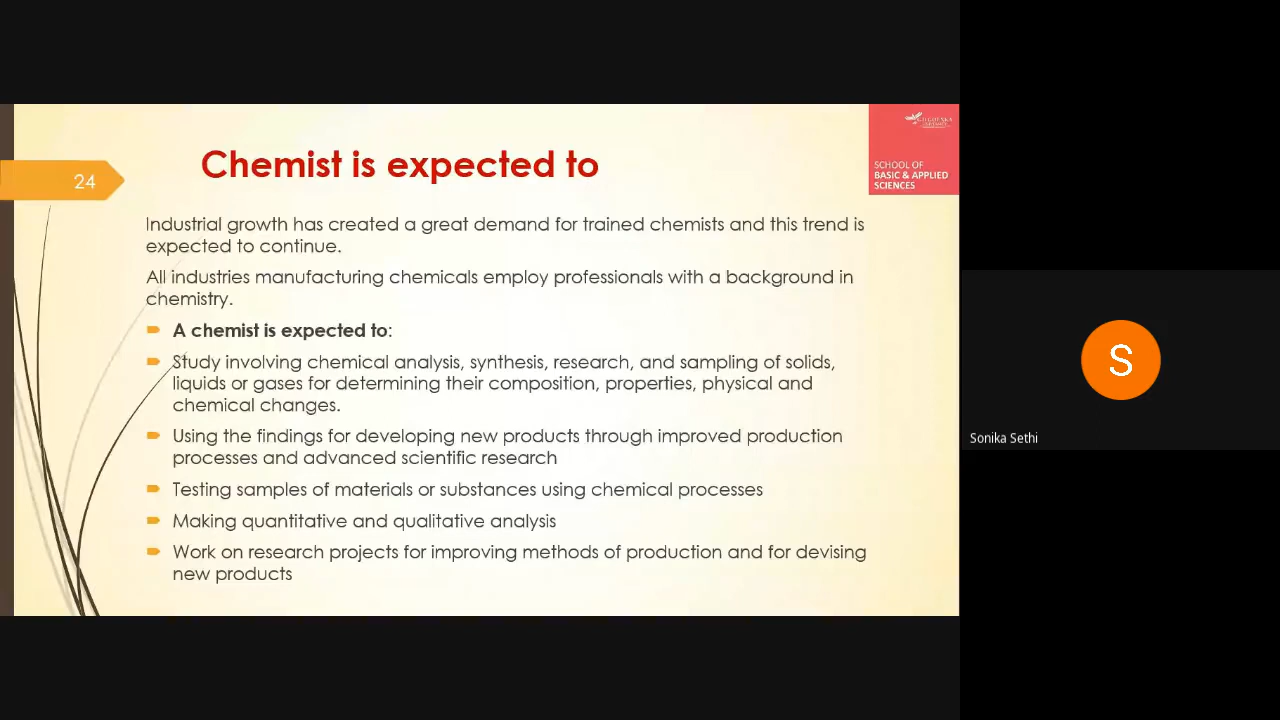 24
Chemist is expected to
SCHOOL OF
BASIC & APPLIED
SCIENCES
Industrial growth has created a great demand for trained chemists and this trend is
expected to continue.
All industries manufacturing chemicals employ professionals with a background in
chemistry.
A chemist is expected to:
Study involving chemical analysis, synthesis, research, and sampling of solids,
liquids or gases for determining their composition, properties, physical and
chemical changes.
Using the findings for developing new products through improved production
processes and advanced scientific research
Testing samples of materials or substances using chemical processes
Making quantitative and qualitative analysis
Work on research projects for improving methods of production and for devising
new products
S
Sonika Sethi